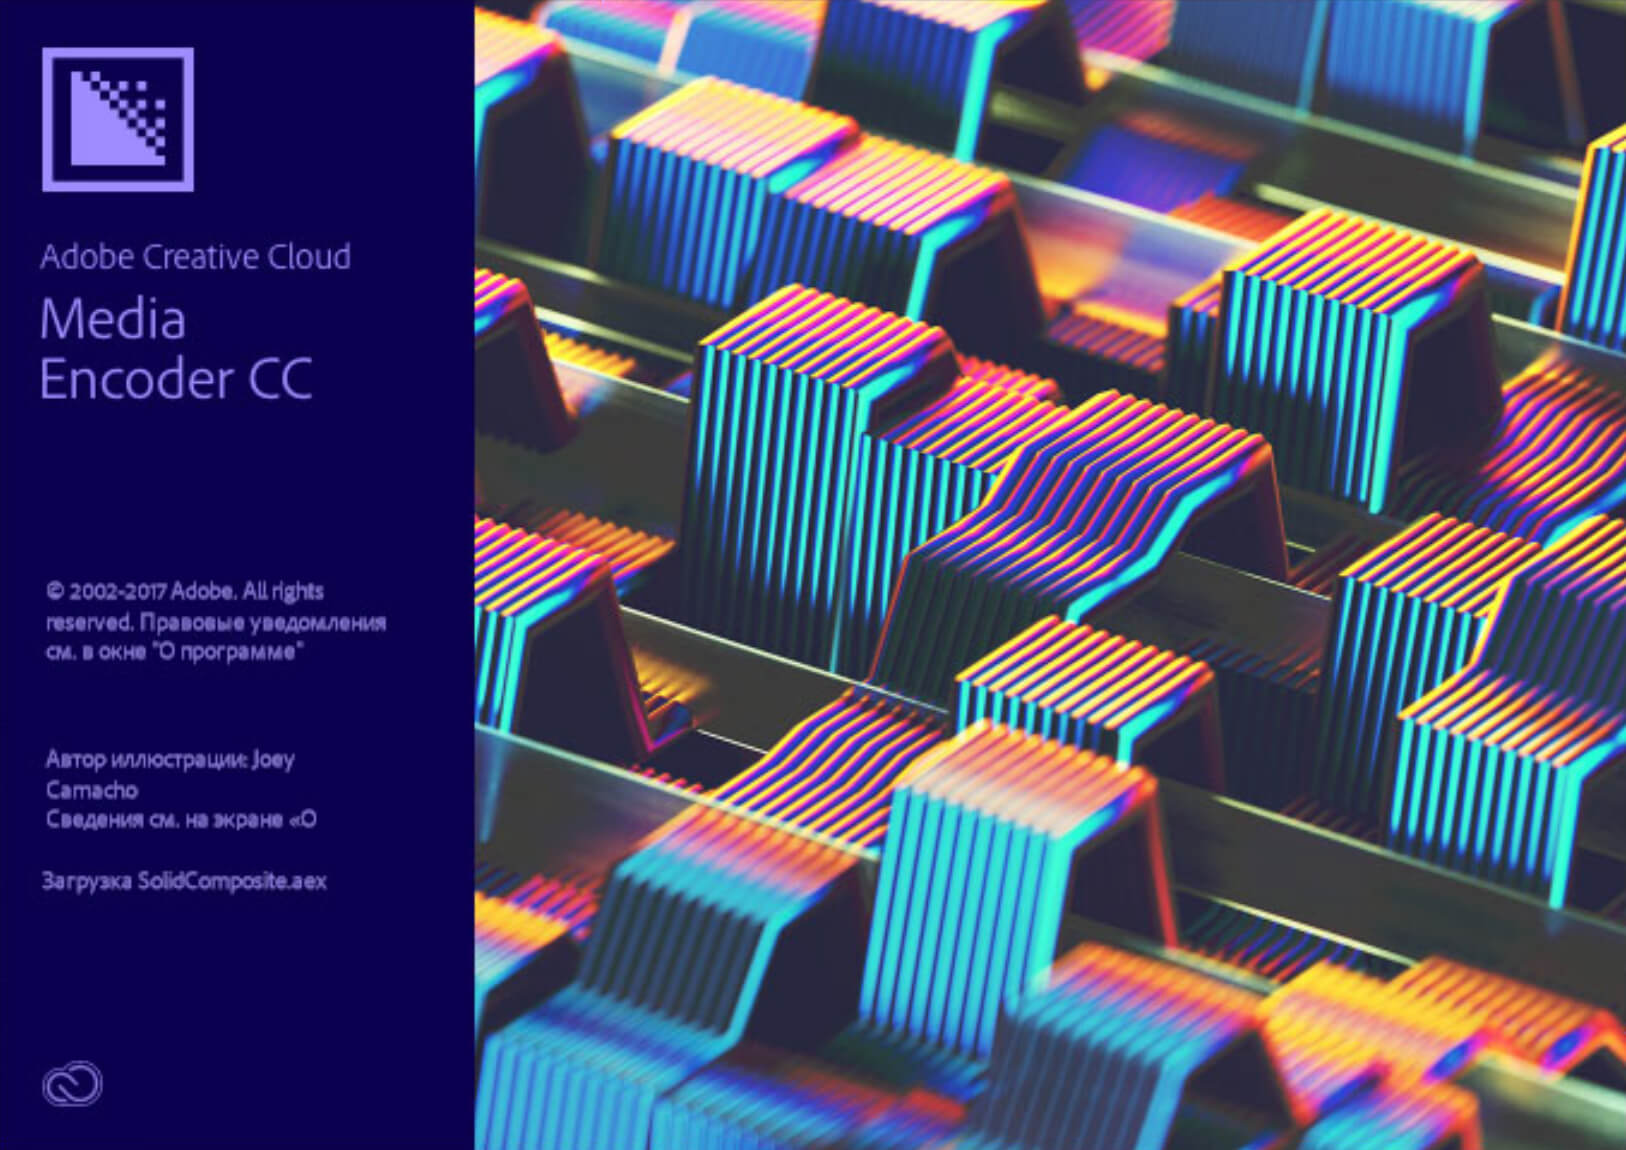 Adobe Creative Cloud
Media
Encoder CC
© 2002-2017 Adobe. All rights
reserved. Правовые уведомления
см. в окне "О программе"
Автор иллюстрации: Joey
Camacho
Сведения см. на экране «О
Загрузка SolidComposite.aex